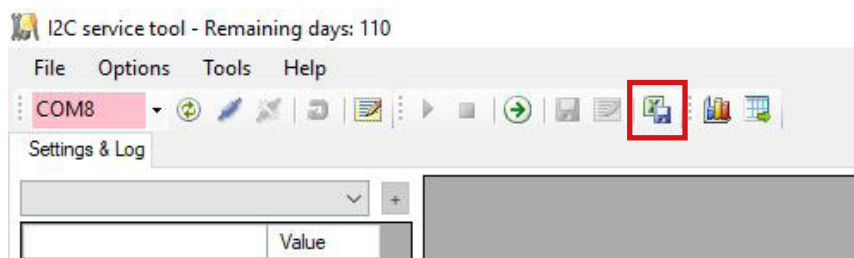 I2C service tool - Remaining days: 110
File Options Tools Help
COM8
Settings & Log
+
Value